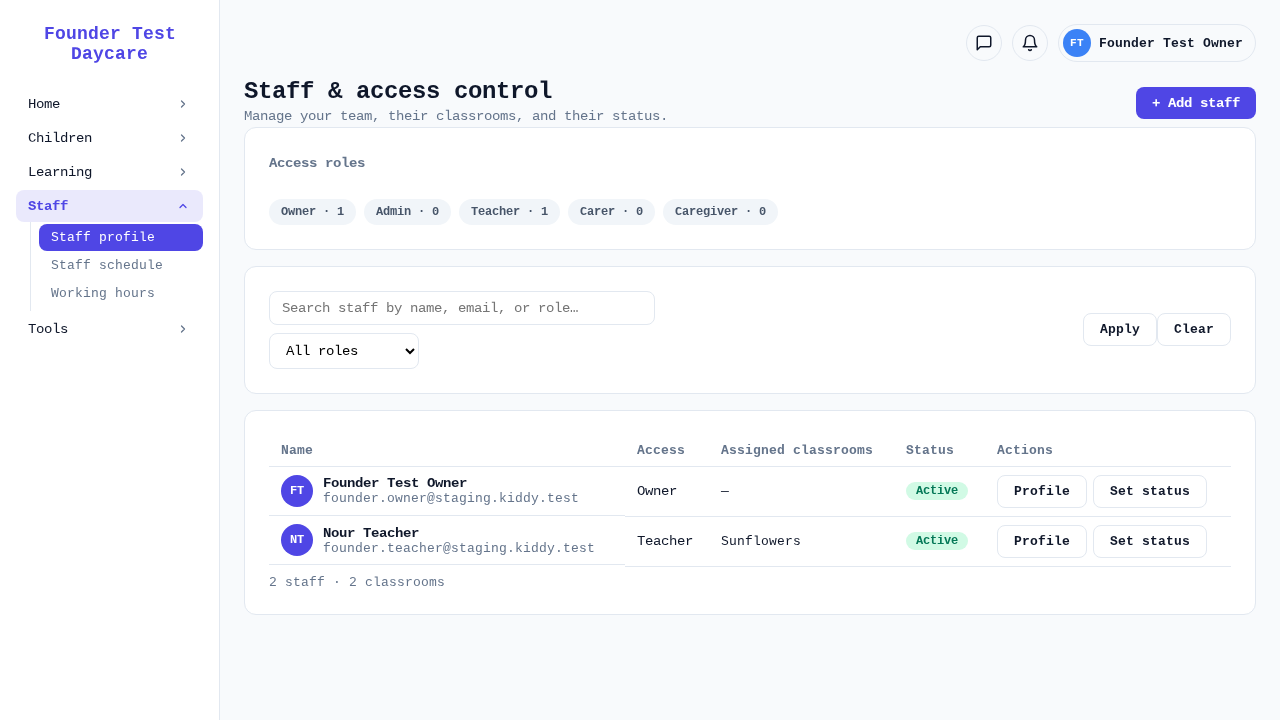 Founder Test
Daycare
Home
Children
Learning
Staff
Staff profile
Staff schedule
Working hours
Tools
FT Founder Test Owner
Staff & access control
Manage your team, their classrooms, and their status.
+ Add staff
Access roles
Owner · 1 Admin · 0 Teacher · 1 Carer · 0 Caregiver · 0
Search staff by name, email, or role…
All roles
Apply Clear
Name Access Assigned classrooms Status Actions
FT Founder Test Owner
founder.owner@staging.kiddy.test
Owner — Active Profile Set status
NT Nour Teacher
founder.teacher@staging.kiddy.test
Teacher Sunflowers Active Profile Set status
2 staff · 2 classrooms